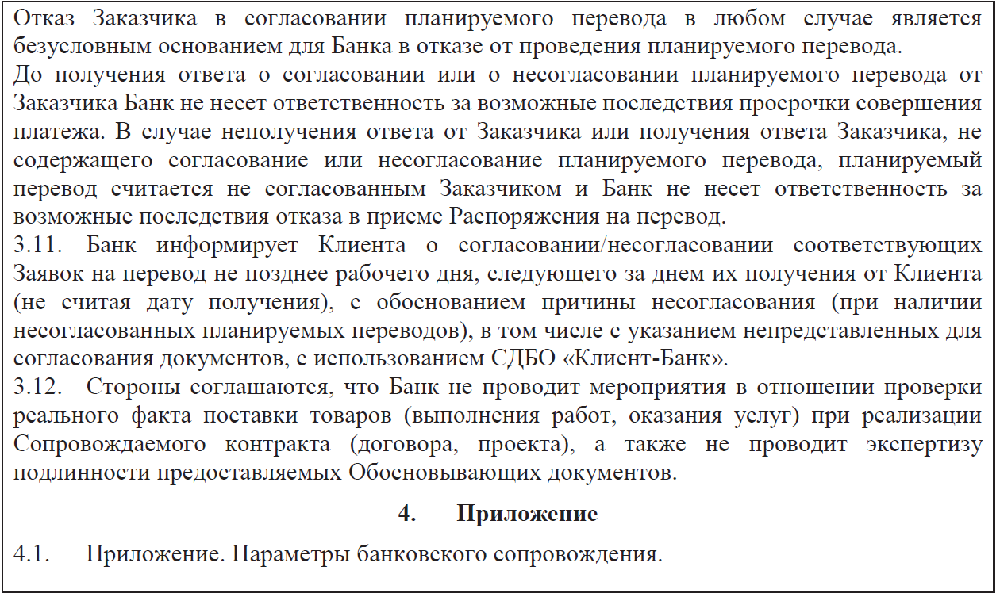 Отказ Заказчика в согласовании планируемого перевода в любом случае является
безусловным основанием для Банка в отказе от проведения планируемого перевода.
До получения ответа о согласовании или о несогласовании планируемого перевода от
Заказчика Банк не несет ответственность за возможные последствия просрочки совершения
платежа. В случае неполучения ответа от Заказчика или получения ответа Заказчика, не
содержащего согласование или несогласование планируемого перевода, планируемый
перевод считается не согласованным Заказчиком и Банк не несет ответственность за
возможные последствия отказа в приеме Распоряжения на перевод.
3.11. Банк информирует Клиента о согласовании/несогласовании соответствующих
Заявок на перевод не позднее рабочего дня, следующего за днем их получения от Клиента
(не считая дату получения), с обоснованием причины несогласования (при наличии
несогласованных планируемых переводов), в том числе с указанием непредставленных для
согласования документов, с использованием СДБО «Клиент-Банк».
3.12. Стороны соглашаются, что Банк не проводит мероприятия в отношении проверки
реального факта поставки товаров (выполнения работ, оказания услуг) при реализации
Сопровождаемого контракта (договора, проекта), а также не проводит экспертизу
подлинности предоставляемых Обосновывающих документов.
4. Приложение
4.1. Приложение. Параметры банковского сопровождения.